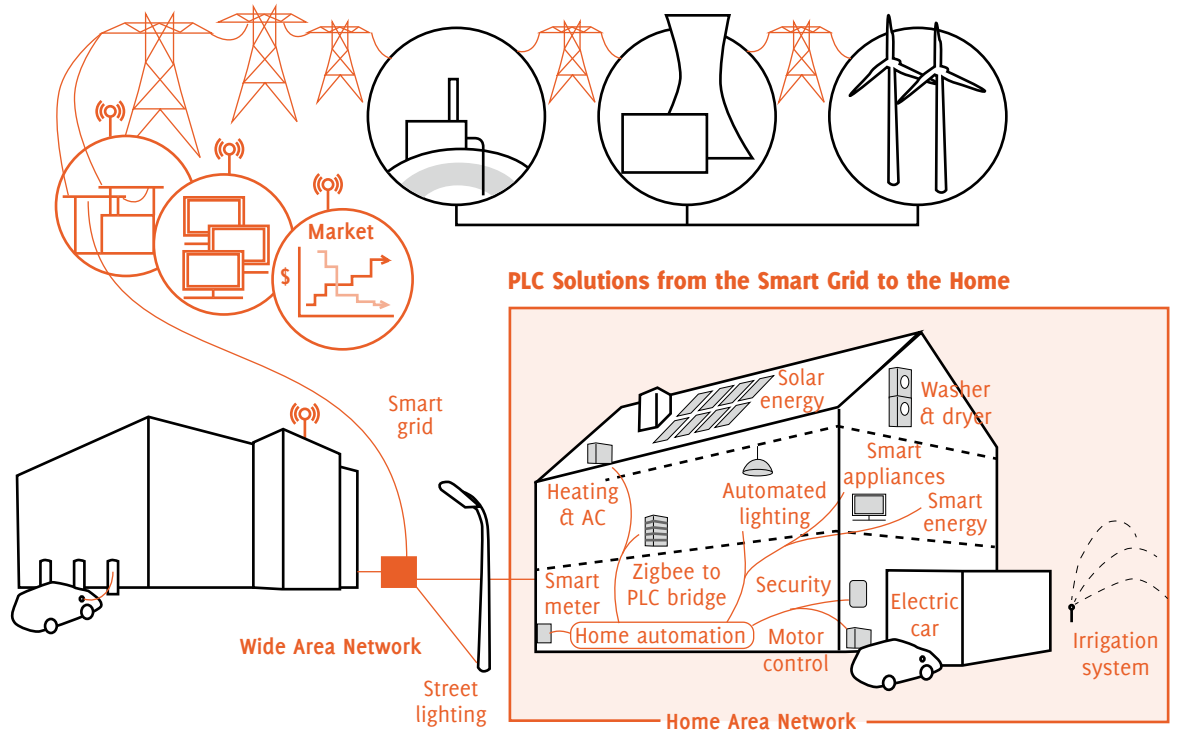 Market
$
PLC Solutions from the Smart Grid to the Home
Solar
energy
Washer
& dryer
Smart
grid
Smart
appliances
Heating
& AC
Automated
lighting
Smart
energy
Smart
meter
Zigbee to
PLC bridge
Security
Electric
car
Home automation
Motor
control
Irrigation
system
Wide Area Network
Street
lighting
Home Area Network